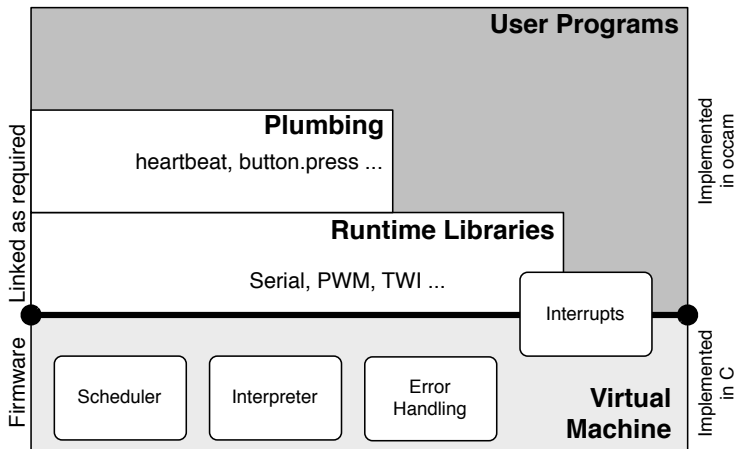 User Programs
Plumbing
heartbeat, button.press ...
Runtime Libraries
Serial, PWM, TWI ...
Interrupts
Scheduler
Interpreter
Error
Handling
Virtual
Machine
Linked as required
Firmware
Implemented
in occam
Implemented
in C